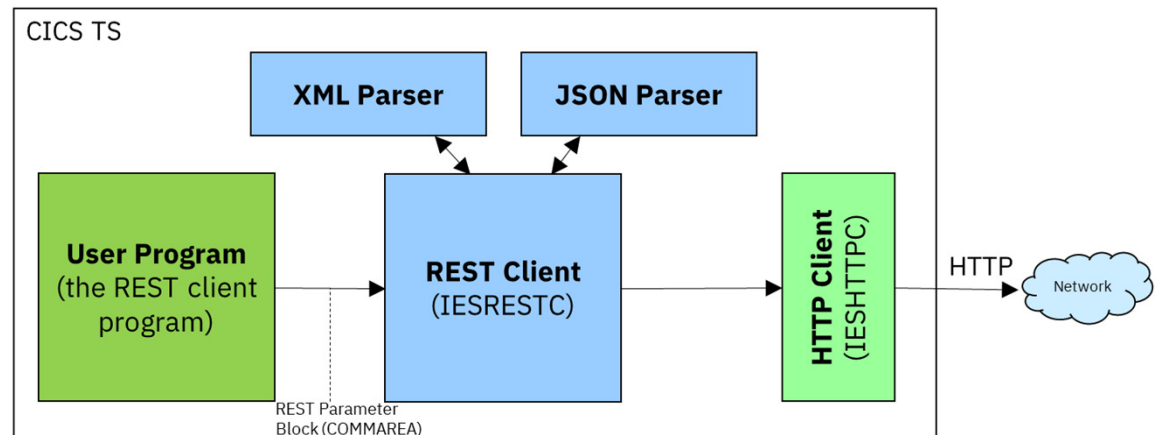 CICS TS
XML Parser
JSON Parser
User Program
(the REST client
program)
REST Client
(IESRESTC)
HTTP Client
(IESHTTPC)
HTTP
Network
REST Parameter
Block (COMMAREA)